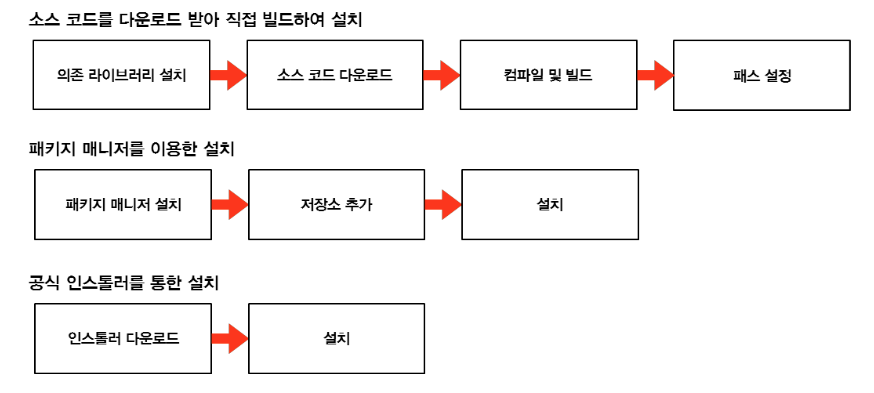 소스 코드를 다운로드 받아 직접 빌드하여 설치
의존 라이브러리 설치
소스 코드 다운로드
컴파일 및 빌드
패스 설정
패키지 매니저를 이용한 설치
패키지 매니저 설치
저장소 추가
설치
공식 인스톨러를 통한 설치
인스톨러 다운로드
설치